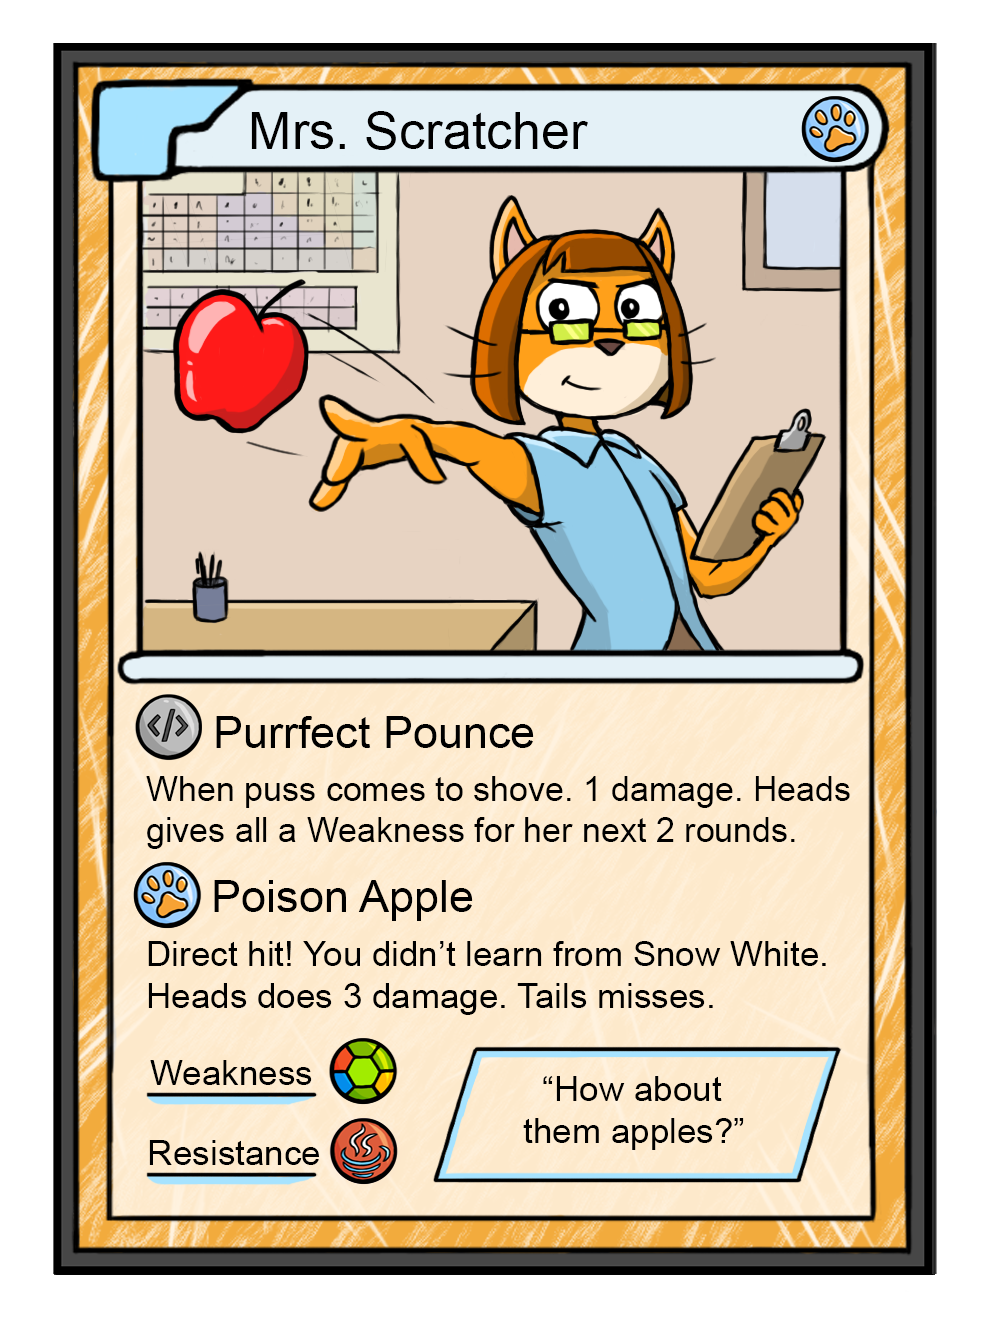 Mrs. Scratcher
</> Purrfect Pounce
When puss comes to shove. 1 damage. Heads
gives all a Weakness for her next 2 rounds.
Poison Apple
Direct hit! You didn’t learn from Snow White.
Heads does 3 damage. Tails misses.
Weakness
Resistance
“How about
them apples?”